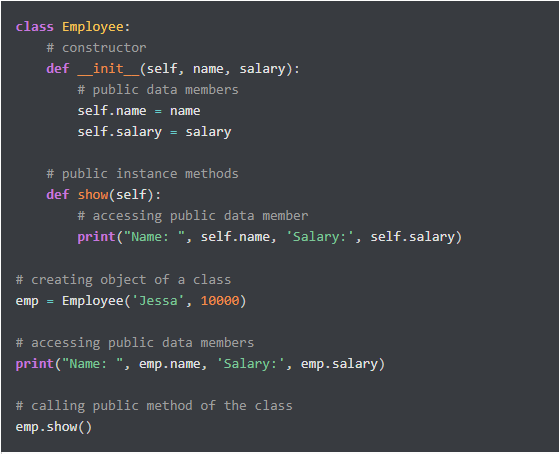 class Employee:
    # constructor
    def __init__(self, name, salary):
        # public data members
        self.name = name
        self.salary = salary

    # public instance methods
    def show(self):
        # accessing public data member
        print("Name: ", self.name, 'Salary:', self.salary)

# creating object of a class
emp = Employee('Jessa', 10000)

# accessing public data members
print("Name: ", emp.name, 'Salary:', emp.salary)

# calling public method of the class
emp.show()